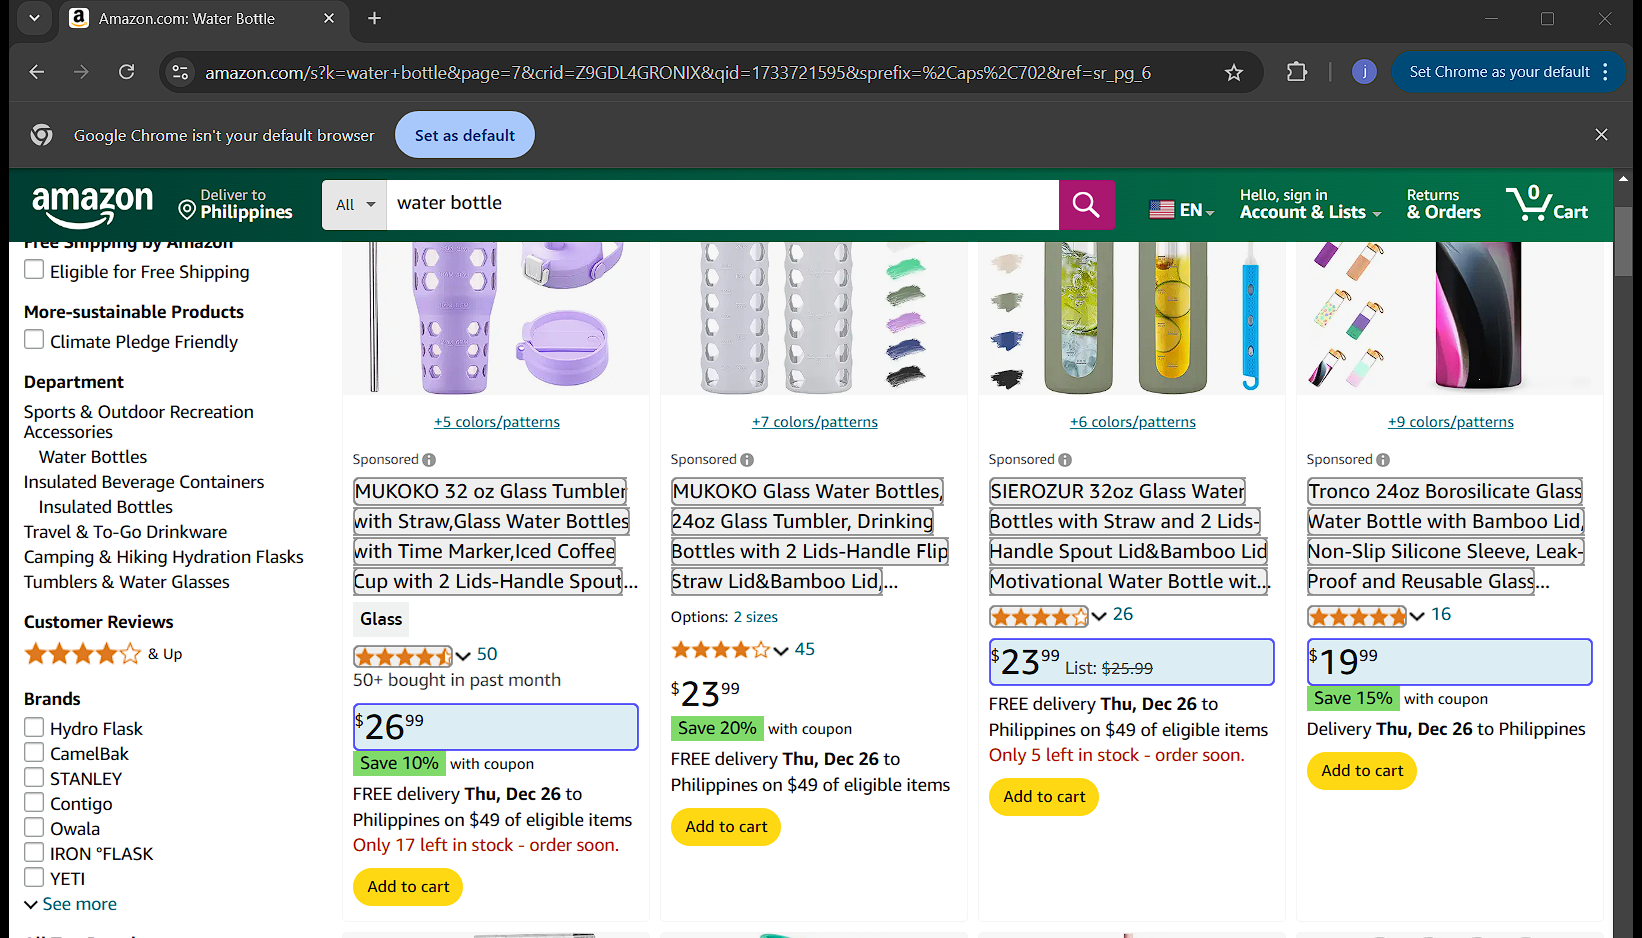 Amazon.com: Water Bottle
amazon.com/s?k=water+bottle&page=7&crid=Z9GDL4GRONIX&qid=1733721595&sprefix=%2Caps%2C702&ref=sr_pg_6
j
Set Chrome as your default
Google Chrome isn't your default browser
Set as default
amazon
Deliver to
Philippines
All
water bottle
EN
Hello, sign in
Account & Lists
Returns
& Orders
0
Cart
Free Shipping by Amazon
Eligible for Free Shipping
More-sustainable Products
Climate Pledge Friendly
Department
Sports & Outdoor Recreation
Accessories
Water Bottles
Insulated Beverage Containers
Insulated Bottles
Travel & To-Go Drinkware
Camping & Hiking Hydration Flasks
Tumblers & Water Glasses
Customer Reviews
& Up
Brands
Hydro Flask
CamelBak
STANLEY
Contigo
Owala
IRON °FLASK
YETI
See more
+5 colors/patterns
Sponsored
MUKOKO 32 oz Glass Tumbler
with Straw,Glass Water Bottles
with Time Marker,Iced Coffee
Cup with 2 Lids-Handle Spout...
Glass
50
50+ bought in past month
$26 99
Save 10% with coupon
FREE delivery Thu, Dec 26 to
Philippines on $49 of eligible items
Only 17 left in stock - order soon.
Add to cart
+7 colors/patterns
Sponsored
MUKOKO Glass Water Bottles,
24oz Glass Tumbler, Drinking
Bottles with 2 Lids-Handle Flip
Straw Lid&Bamboo Lid,...
Options: 2 sizes
45
$23 99
Save 20% with coupon
FREE delivery Thu, Dec 26 to
Philippines on $49 of eligible items
Add to cart
+6 colors/patterns
Sponsored
SIEROZUR 32oz Glass Water
Bottles with Straw and 2 Lids-
Handle Spout Lid&Bamboo Lid
Motivational Water Bottle wit...
26
$23 99 List: $25.99
FREE delivery Thu, Dec 26 to
Philippines on $49 of eligible items
Only 5 left in stock - order soon.
Add to cart
+9 colors/patterns
Sponsored
Tronco 24oz Borosilicate Glass
Water Bottle with Bamboo Lid,
Non-Slip Silicone Sleeve, Leak-
Proof and Reusable Glass...
16
$19 99
Save 15% with coupon
Delivery Thu, Dec 26 to Philippines
Add to cart